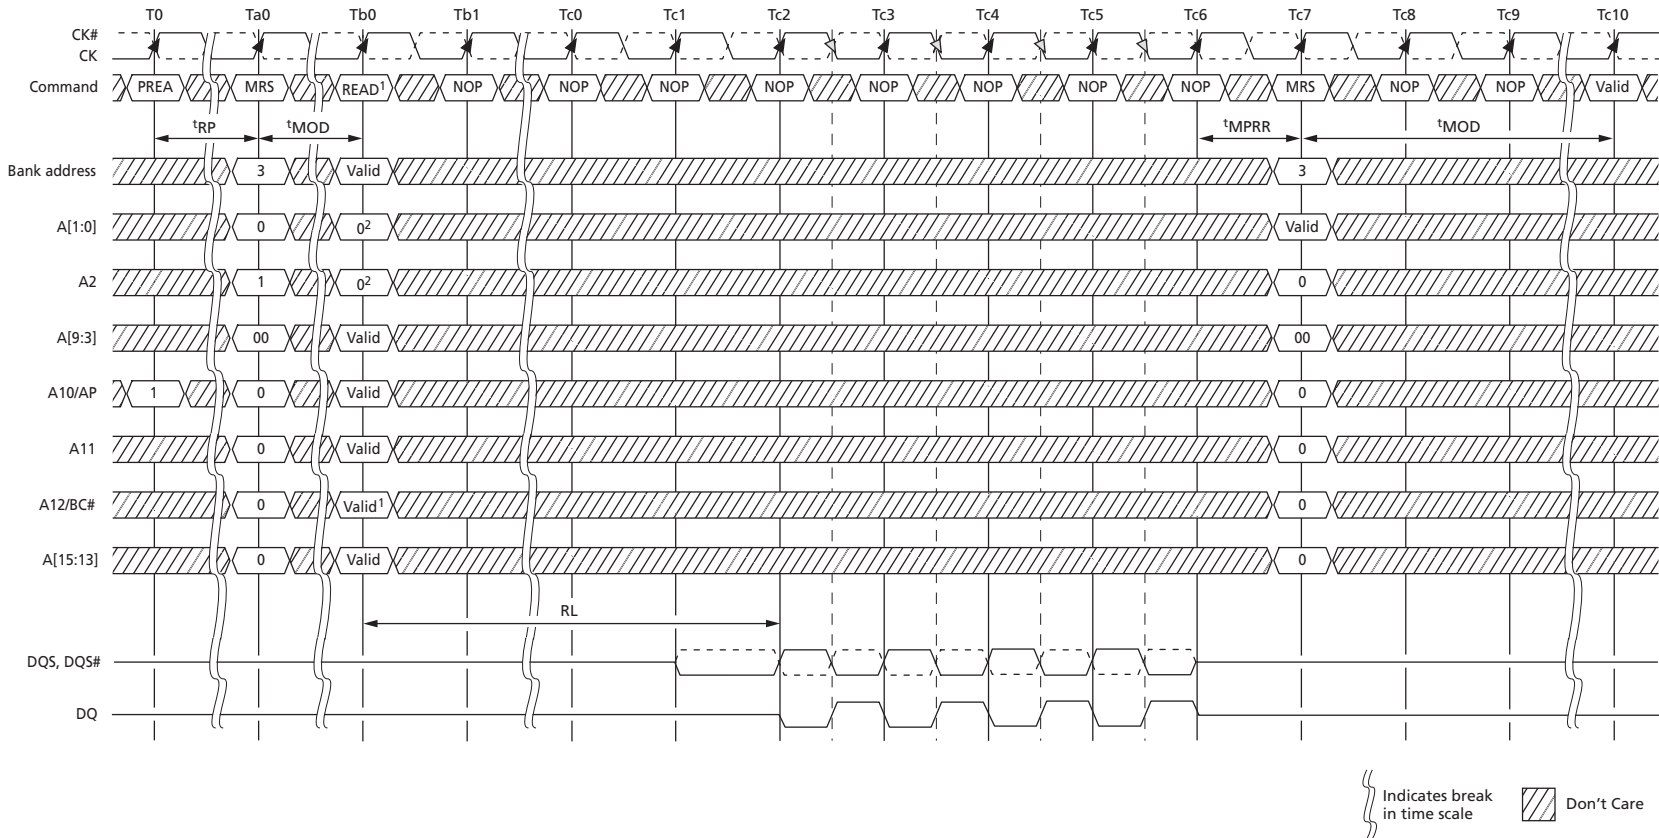 T0 Ta0 Tb0 Tb1 Tc0 Tc1 Tc2 Tc3 Tc4 Tc5 Tc6 Tc7 Tc8 Tc9 Tc10
CK#
CK
Command PREA MRS READ¹ NOP NOP NOP NOP NOP NOP NOP NOP MRS NOP NOP Valid
tRP tMOD tMPRR tMOD
Bank address 3 Valid 3
A[1:0] 0 0² Valid
A2 1 0² 0
A[9:3] 00 Valid 00
A10/AP 1 0 Valid 0
A11 0 Valid 0
A12/BC# 0 Valid¹ 0
A[15:13] 0 Valid 0
RL
DQS, DQS#
DQ
Indicates break
in time scale
Don't Care